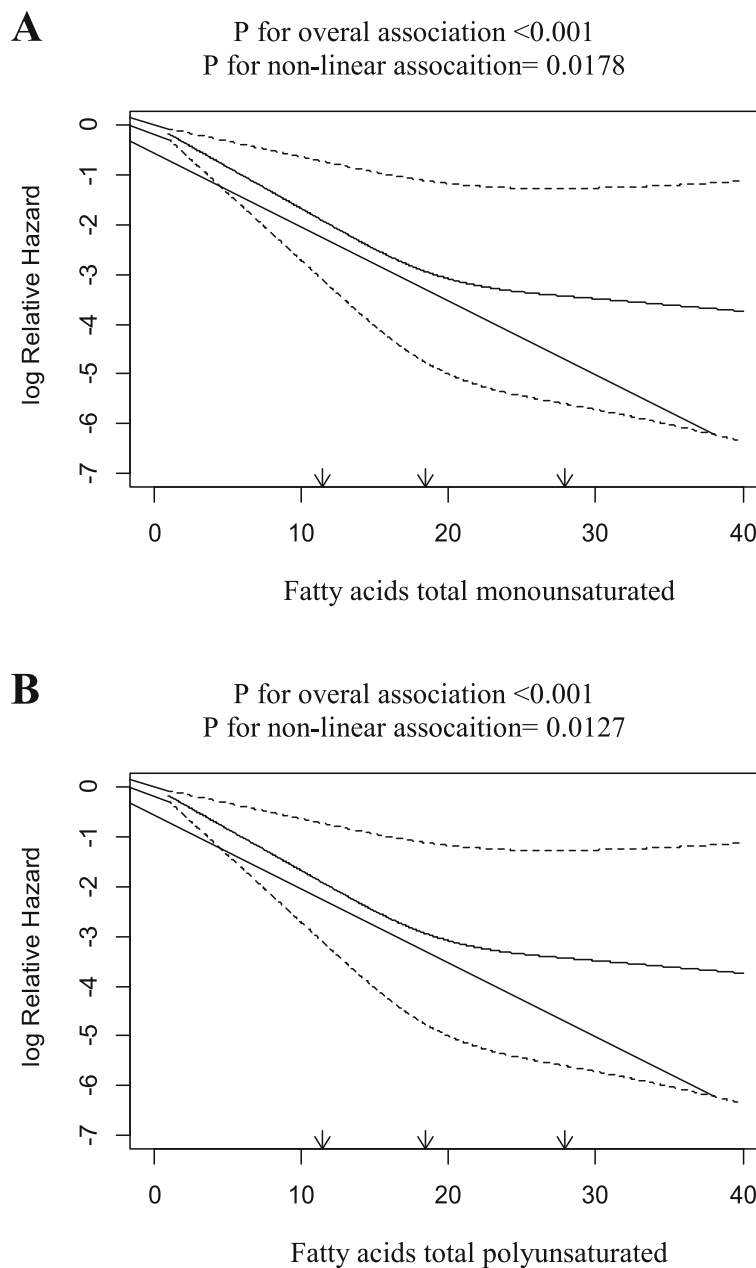 A
P for overal association <0.001
P for non-linear assocaition= 0.0178
log Relative Hazard
0
-1
-2
-3
-4
-5
-6
-7
0 10 20 30 40
Fatty acids total monounsaturated
B
P for overal association <0.001
P for non-linear assocaition= 0.0127
log Relative Hazard
0
-1
-2
-3
-4
-5
-6
-7
0 10 20 30 40
Fatty acids total polyunsaturated